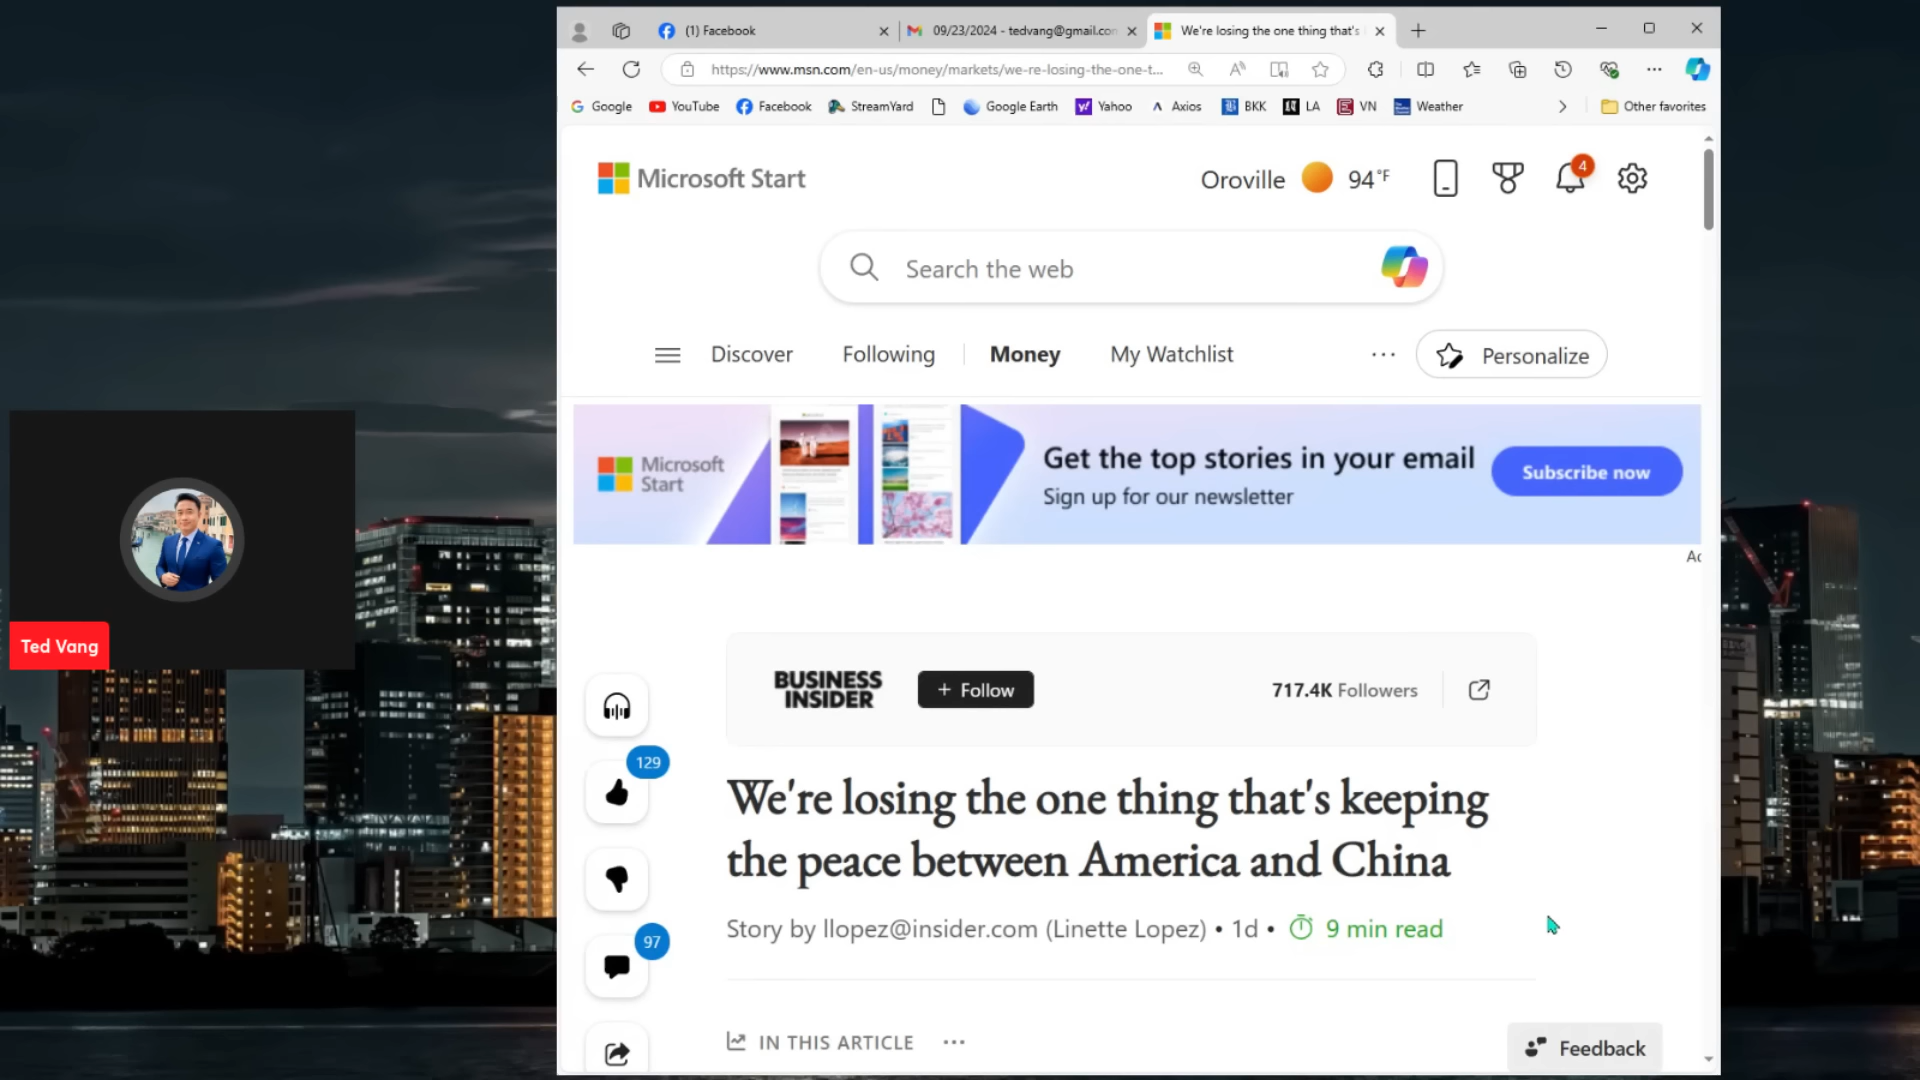 (1) Facebook
09/23/2024 - tedvang@gmail.con
We're losing the one thing that's
https://www.msn.com/en-us/money/markets/we-re-losing-the-one-t...
Google
YouTube
Facebook
StreamYard
Google Earth
Yahoo
Axios
BKK
LA
VN
Weather
Other favorites
Microsoft Start
Oroville
94°F
4
Search the web
Discover
Following
Money
My Watchlist
Personalize
Microsoft
Start
Get the top stories in your email
Sign up for our newsletter
Subscribe now
Ac
Ted Vang
BUSINESS
INSIDER
+ Follow
717.4K Followers
129
We're losing the one thing that's keeping
the peace between America and China
Story by llopez@insider.com (Linette Lopez) • 1d • 9 min read
97
IN THIS ARTICLE ...
Feedback